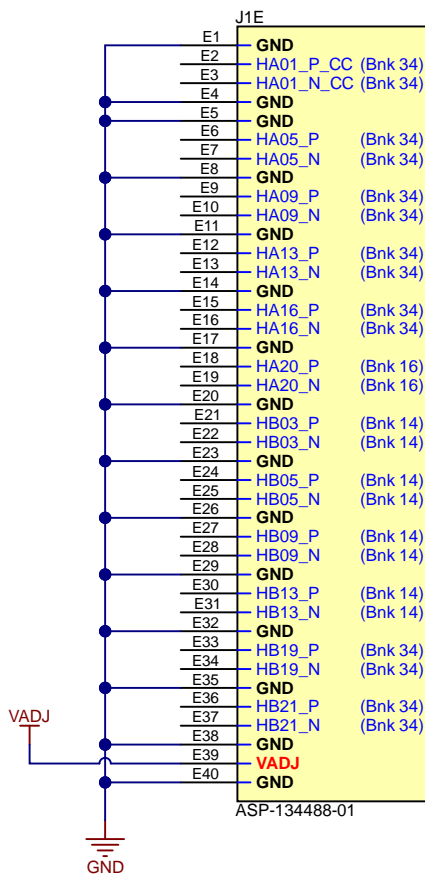 J1E
E1 GND
E2 HA01_P_CC (Bnk 34)
E3 HA01_N_CC (Bnk 34)
E4 GND
E5 GND
E6 HA05_P (Bnk 34)
E7 HA05_N (Bnk 34)
E8 GND
E9 HA09_P (Bnk 34)
E10 HA09_N (Bnk 34)
E11 GND
E12 HA13_P (Bnk 34)
E13 HA13_N (Bnk 34)
E14 GND
E15 HA16_P (Bnk 34)
E16 HA16_N (Bnk 34)
E17 GND
E18 HA20_P (Bnk 16)
E19 HA20_N (Bnk 16)
E20 GND
E21 HB03_P (Bnk 14)
E22 HB03_N (Bnk 14)
E23 GND
E24 HB05_P (Bnk 14)
E25 HB05_N (Bnk 14)
E26 GND
E27 HB09_P (Bnk 14)
E28 HB09_N (Bnk 14)
E29 GND
E30 HB13_P (Bnk 14)
E31 HB13_N (Bnk 14)
E32 GND
E33 HB19_P (Bnk 34)
E34 HB19_N (Bnk 34)
E35 GND
E36 HB21_P (Bnk 34)
E37 HB21_N (Bnk 34)
VADJ
E38 GND
E39 VADJ
E40 GND
ASP-134488-01
GND